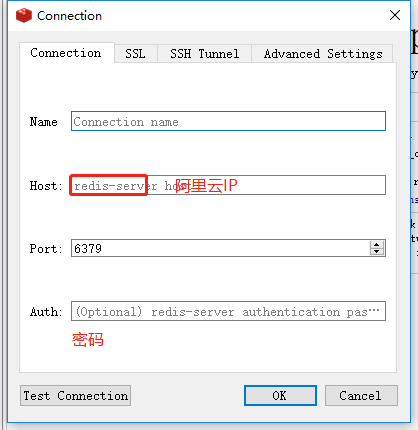 Connection
Connection SSL SSH Tunnel Advanced Settings
Name Connection name
Host: redis-server host 阿里云IP
Port: 6379
Auth: (Optional) redis-server authentication pas…
密码
Test Connection OK Cancel